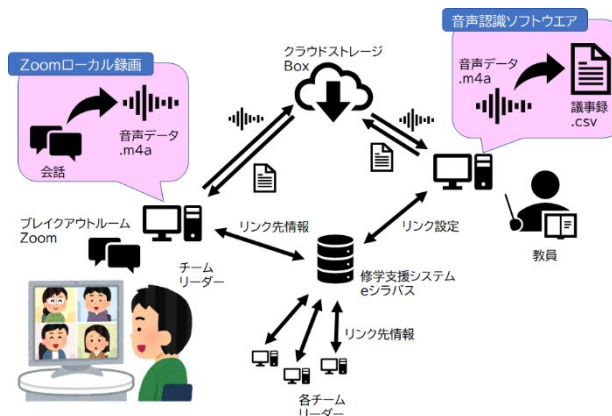 Zoomローカル録画
会話
音声データ
.m4a
クラウドストレージ
Box
音声認識ソフトウエア
音声データ
.m4a
議事録
.csv
ブレイクアウトルーム
Zoom
チーム
リーダー
リンク先情報
リンク設定
教員
修学支援システム
eシラバス
リンク先情報
各チーム
リーダー